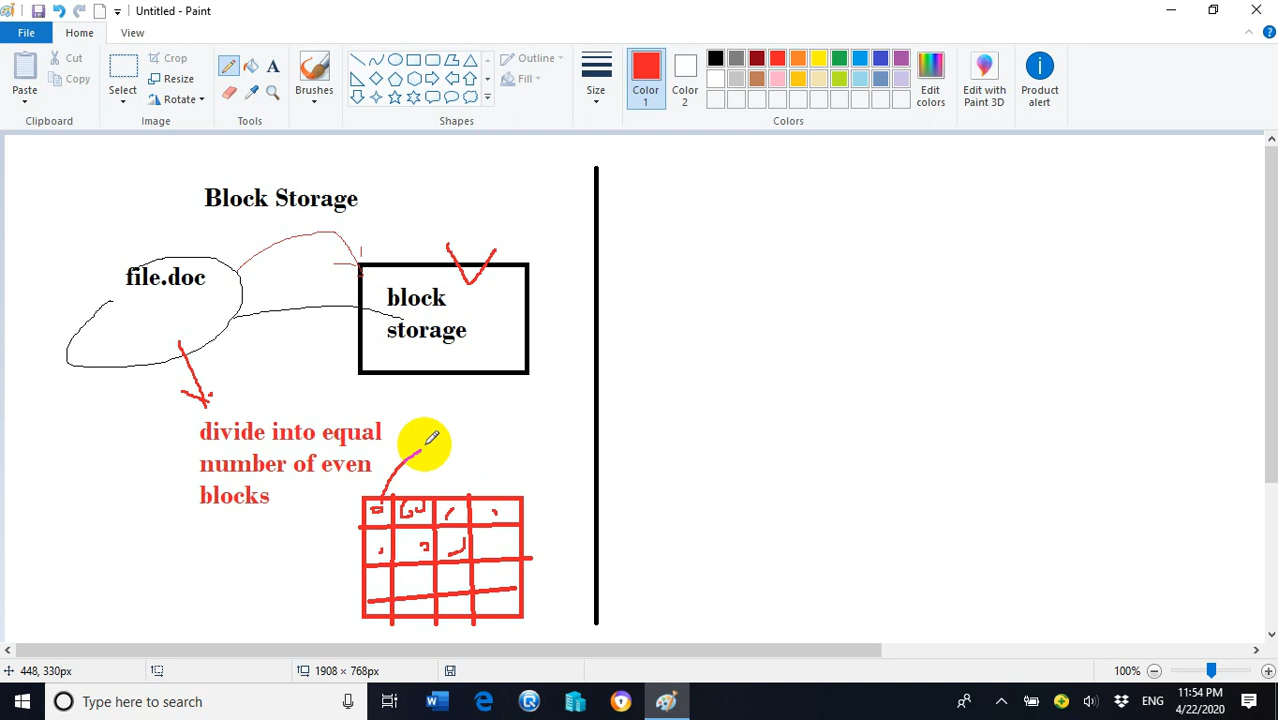 Untitled - Paint
File
Home
View
Paste
Cut
Copy
Clipboard
Select
Crop
Resize
Rotate
Image
A
Tools
Brushes
Outline
Fill
Shapes
Size
Color 1
Color 2
Edit colors
Colors
Edit with Paint 3D
Product alert
Block Storage
file.doc
block
storage
divide into equal
number of even
blocks
448, 330px
1908 × 768px
100%
Type here to search
ENG
11:54 PM
4/22/2020